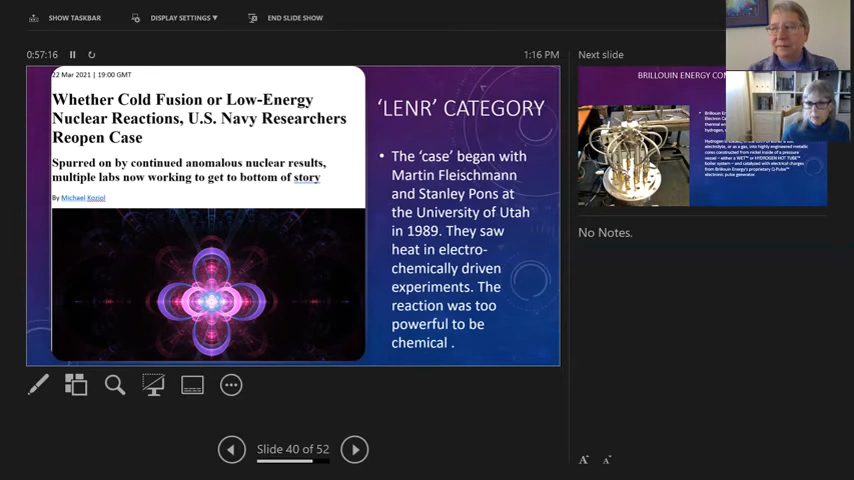 SHOW TASKBAR
DISPLAY SETTINGS ▾
END SLIDE SHOW
0:57:16
1:16 PM
Next slide
22 Mar 2021 | 19:00 GMT
Whether Cold Fusion or Low-Energy
Nuclear Reactions, U.S. Navy Researchers
Reopen Case
Spurred on by continued anomalous nuclear results,
multiple labs now working to get to bottom of story
By Michael Koziol
'LENR' CATEGORY
• The 'case' began with
Martin Fleischmann
and Stanley Pons at
the University of Utah
in 1989. They saw
heat in electro-
chemically driven
experiments. The
reaction was too
powerful to be
chemical .
BRILLOUIN ENERGY
No Notes.
Slide 40 of 52
A A